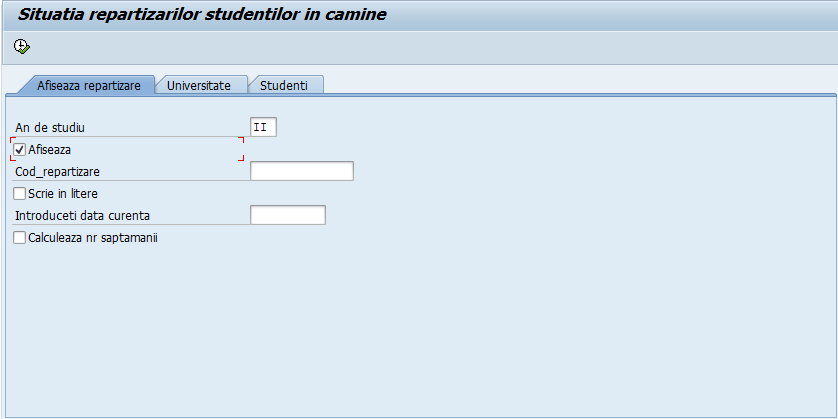 Situatia repartizarilor studentilor in camine
Afiseaza repartizare Universitate Studenti
An de studiu II
Afiseaza
Cod_repartizare
Scrie in litere
Introduceti data curenta
Calculeaza nr saptamanii